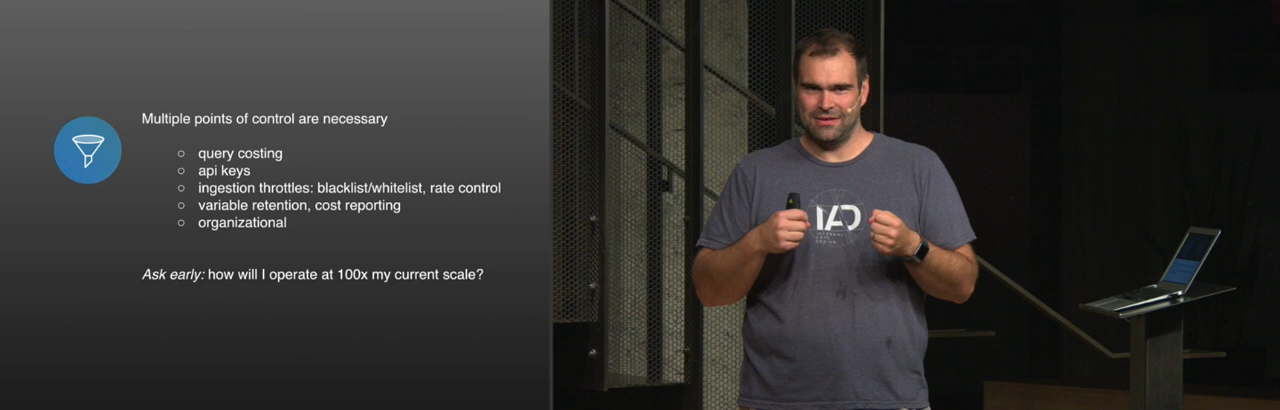 Multiple points of control are necessary
○ query costing
○ api keys
○ ingestion throttles: blacklist/whitelist, rate control
○ variable retention, cost reporting
○ organizational
Ask early: how will I operate at 100x my current scale?
IAD